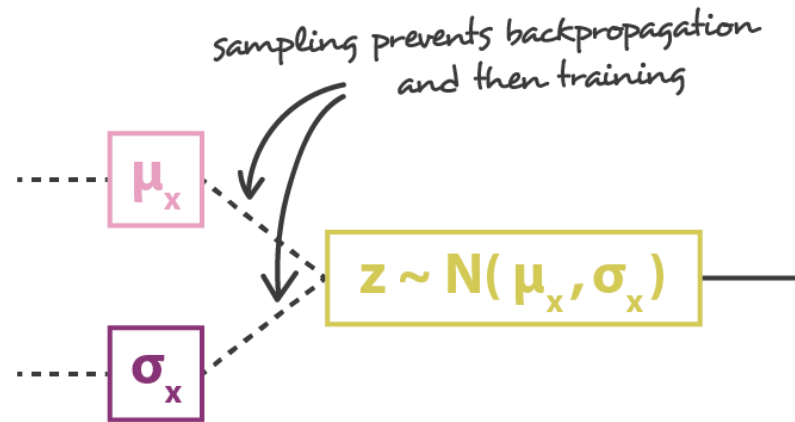 sampling prevents backpropagation
and then training
μₓ
z ~ N( μₓ , σₓ )
σₓ